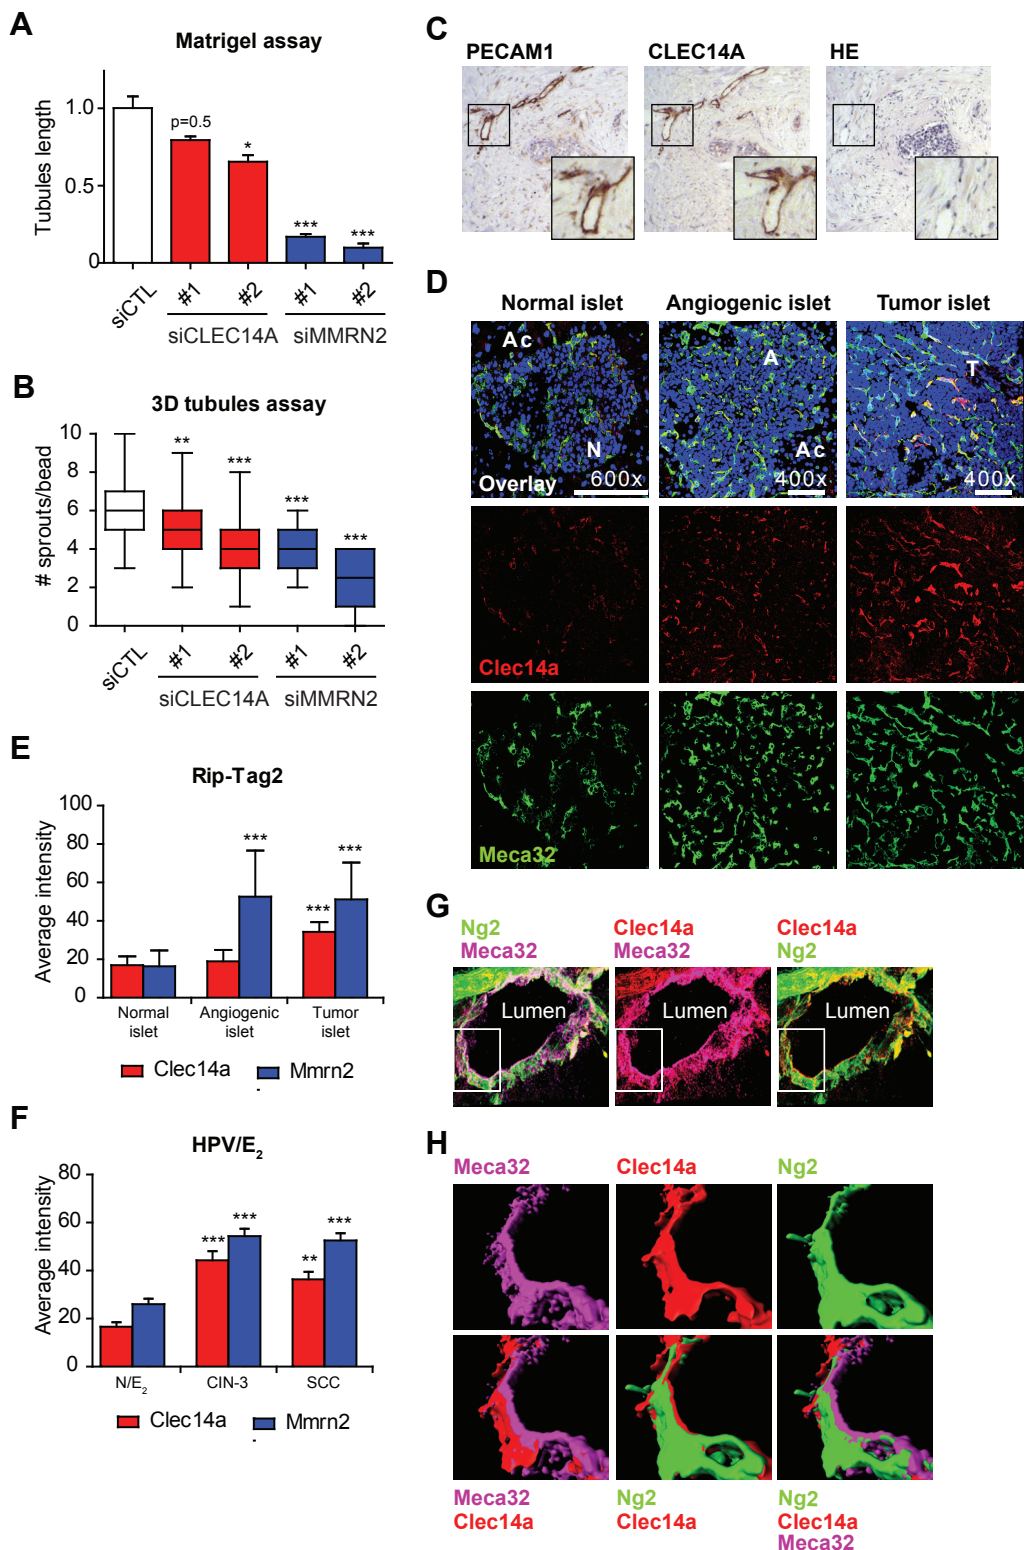 A
Matrigel assay
Tubules length
1.0
0.5
0
p=0.5
*
***
***
siCTL
#1
#2
#1
#2
siCLEC14A
siMMRN2
B
3D tubules assay
# sprouts/bead
10
8
6
4
2
0
**
***
***
***
siCTL
#1
#2
#1
#2
siCLEC14A
siMMRN2
C
PECAM1
CLEC14A
HE
D
Normal islet
Angiogenic islet
Tumor islet
Ac
N
Overlay
600x
A
Ac
400x
T
400x
Clec14a
Meca32
E
Rip-Tag2
Average intensity
100
80
60
40
20
0
***
***
***
Normal
islet
Angiogenic
islet
Tumor
islet
Clec14a
Mmrn2
F
HPV/E₂
Average intensity
80
60
40
20
0
***
***
**
***
N/E₂
CIN-3
SCC
Clec14a
Mmrn2
G
Ng2
Meca32
Clec14a
Meca32
Clec14a
Ng2
Lumen
Lumen
Lumen
H
Meca32
Clec14a
Ng2
Meca32
Clec14a
Ng2
Clec14a
Ng2
Clec14a
Meca32